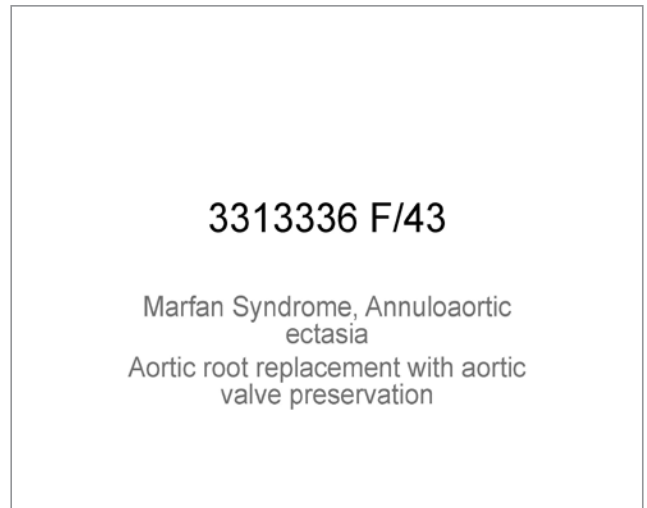 3313336 F/43
Marfan Syndrome, Annuloaortic
ectasia
Aortic root replacement with aortic
valve preservation